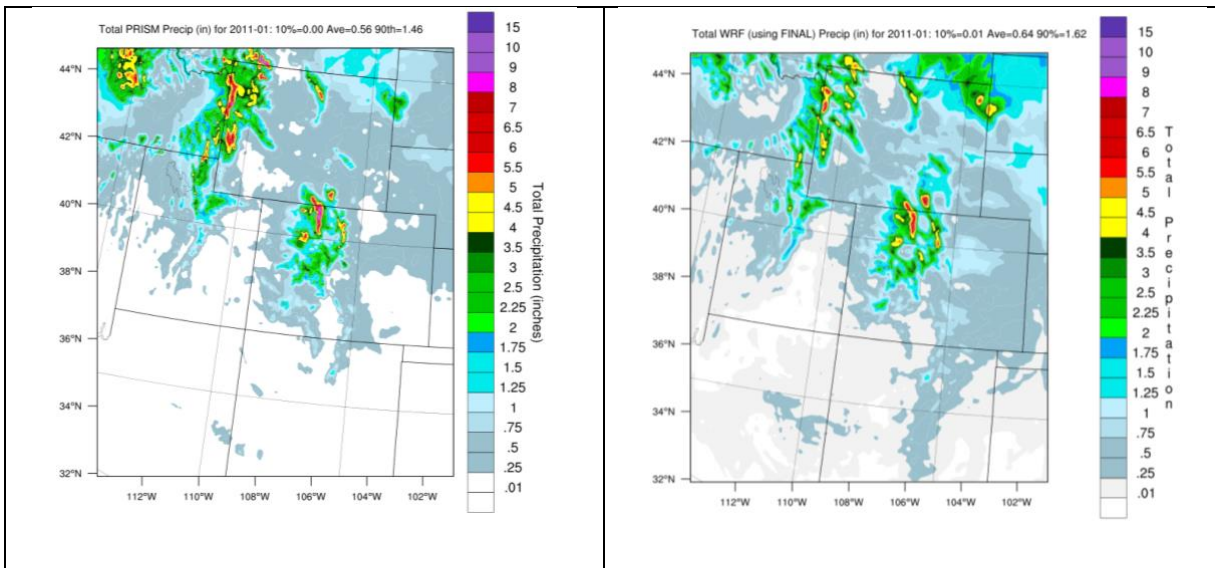 Total PRISM Precip (in) for 2011-01: 10%=0.00 Ave=0.56 90th=1.46
44°N
42°N
40°N
38°N
36°N
34°N
32°N
112°W
110°W
108°W
106°W
104°W
102°W
15
10
9
8
7
6.5
6
5.5
5
4.5
4
3.5
3
2.5
2.25
2
1.75
1.5
1.25
1
.75
.5
.25
.01
Total Precipitation (inches)
Total WRF (using FINAL) Precip (in) for 2011-01: 10%=0.01 Ave=0.64 90%=1.62
44°N
42°N
40°N
38°N
36°N
34°N
32°N
112°W
110°W
108°W
106°W
104°W
102°W
15
10
9
8
7
6.5
6
5.5
5
4.5
4
3.5
3
2.5
2.25
2
1.75
1.5
1.25
1
.75
.5
.25
.01
Total Precipitation